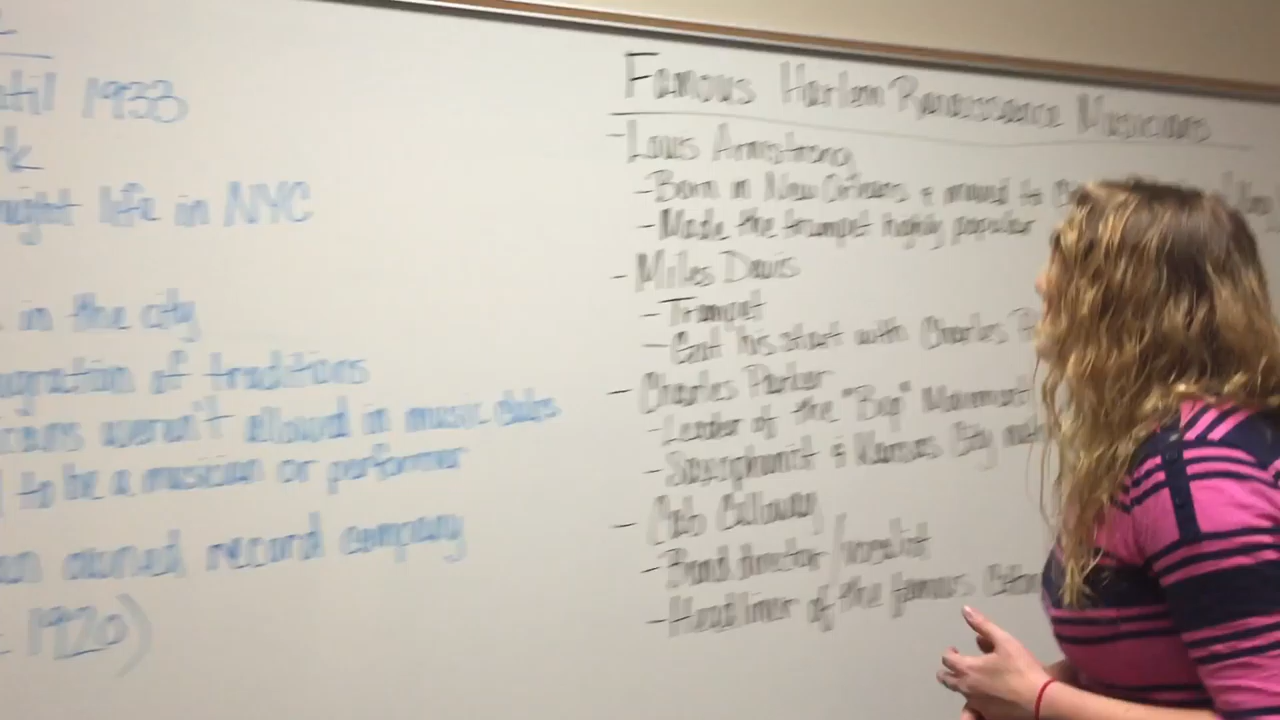 until 1933
night life in NYC
in the city
migration of traditions
weren't allowed in music clubs
to be a musician or performer
owned record company
1920)
Famous Harlem Renaissance Musicians
-Louis Armstrong
-Born in New Orleans & moved to
-Made the trumpet highly popular
- Miles Davis
- Trumpet
- Got his start with Charles
- Charles Parker
-Leader of the "Bop" Movement
- Saxophonist & Kansas City
- Cab Calloway
-Band director/vocalist
-Headliner of the famous